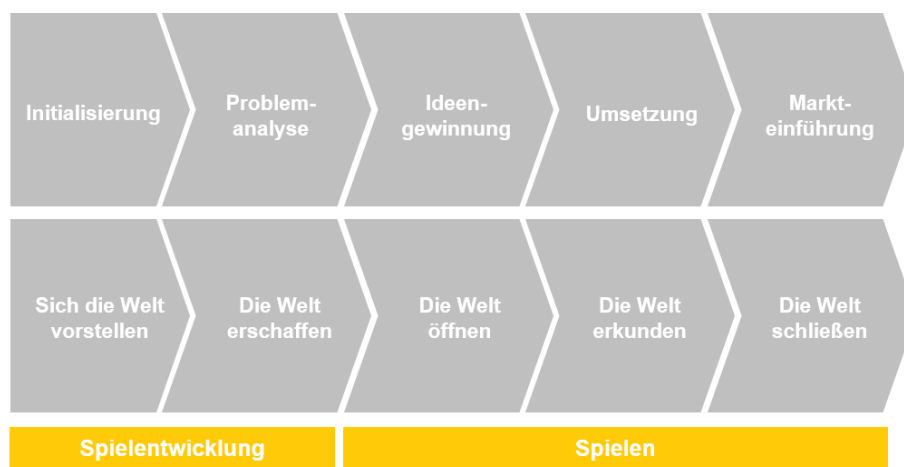 Initialisierung
Problem-
analyse
Ideen-
gewinnung
Umsetzung
Markt-
einführung
Sich die Welt
vorstellen
Die Welt
erschaffen
Die Welt
öffnen
Die Welt
erkunden
Die Welt
schließen
Spielentwicklung
Spielen